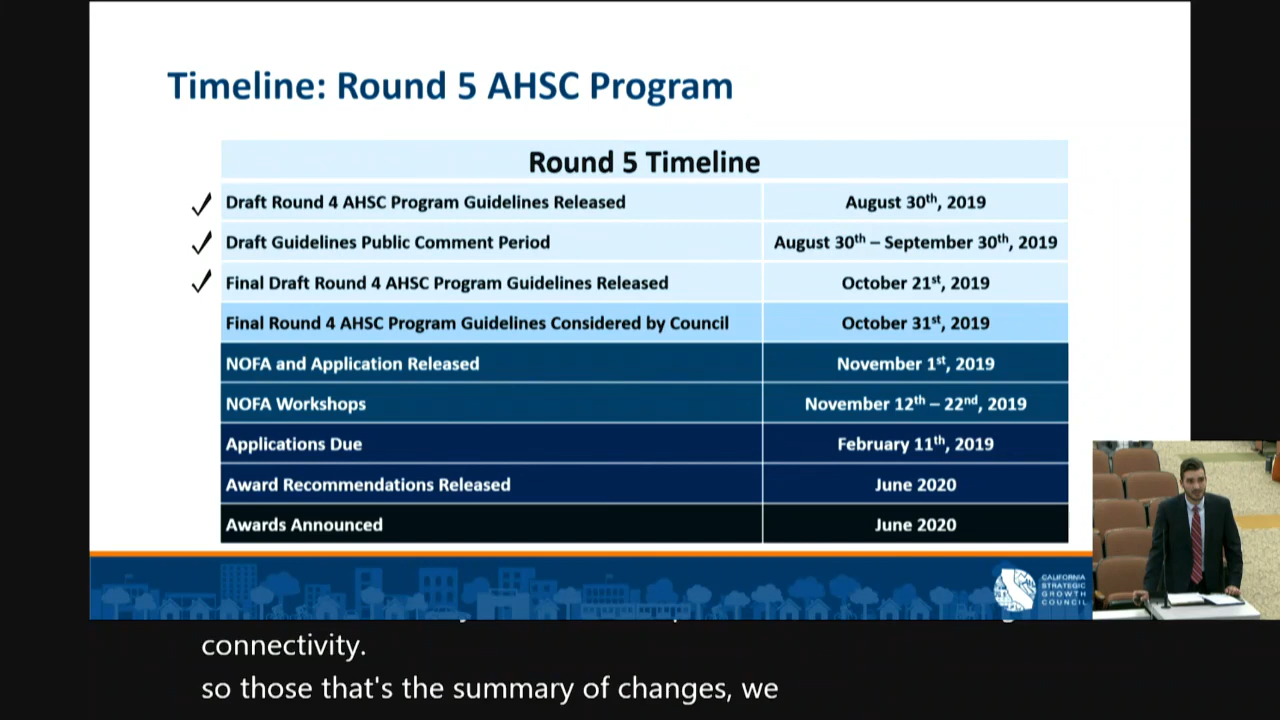 Timeline: Round 5 AHSC Program
Round 5 Timeline
Draft Round 4 AHSC Program Guidelines Released August 30th, 2019
Draft Guidelines Public Comment Period August 30th – September 30th, 2019
Final Draft Round 4 AHSC Program Guidelines Released October 21st, 2019
Final Round 4 AHSC Program Guidelines Considered by Council October 31st, 2019
NOFA and Application Released November 1st, 2019
NOFA Workshops November 12th – 22nd, 2019
Applications Due February 11th, 2019
Award Recommendations Released June 2020
Awards Announced June 2020
CALIFORNIA
STRATEGIC
GROWTH
COUNCIL
connectivity.
so those that's the summary of changes, we